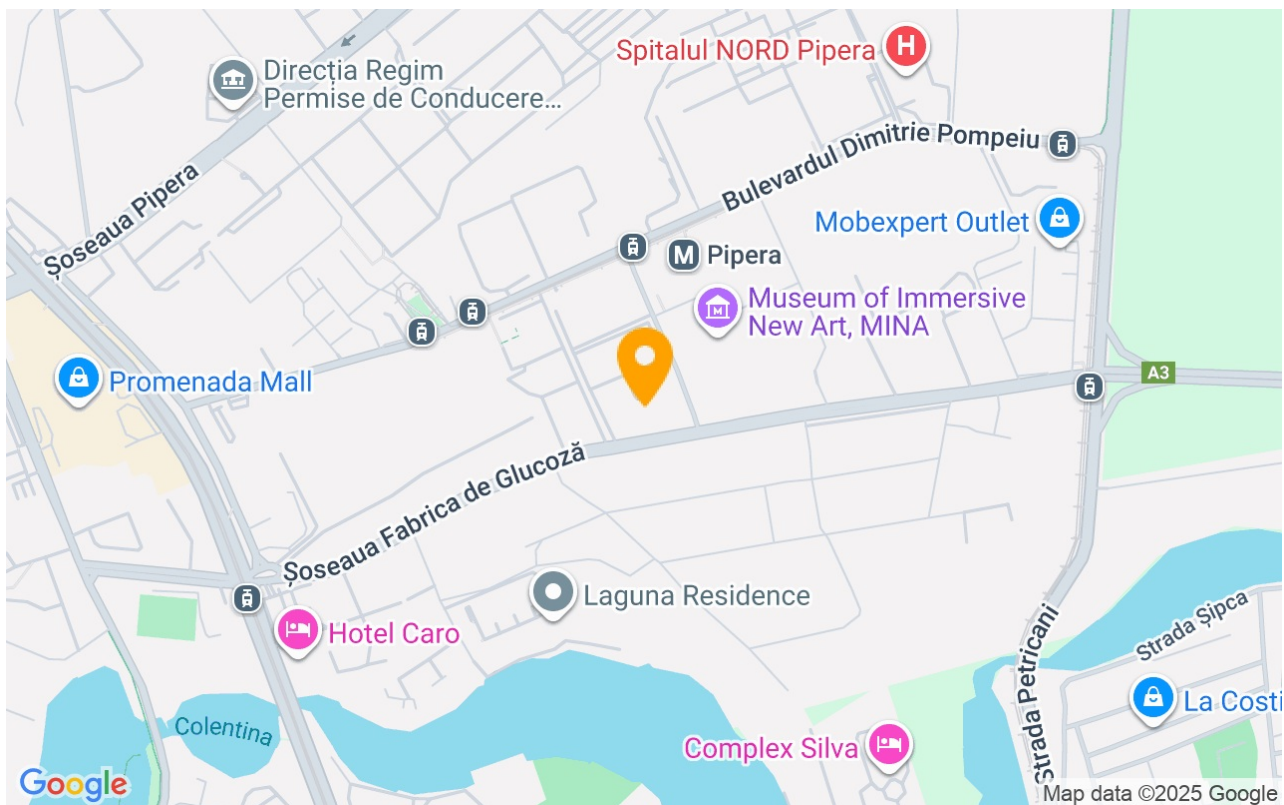 Spitalul NORD Pipera
H
Direcția Regim
Permise de Conducere...
Bulevardul Dimitrie Pompeiu
Șoseaua Pipera
Mobexpert Outlet
M Pipera
Museum of Immersive
New Art, MINA
M
Promenada Mall
A3
Șoseaua Fabrica de Glucoză
Laguna Residence
Hotel Caro
Strada Șipca
Strada Petricani
La Costi
Colentina
Complex Silva
Google
Map data ©2025 Google